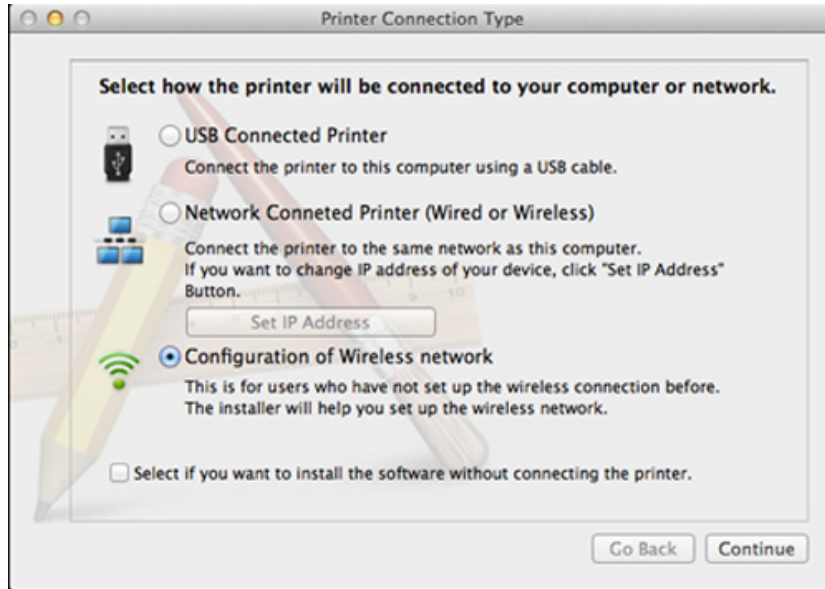 Printer Connection Type
Select how the printer will be connected to your computer or network.
USB Connected Printer
Connect the printer to this computer using a USB cable.
Network Conneted Printer (Wired or Wireless)
Connect the printer to the same network as this computer.
If you want to change IP address of your device, click "Set IP Address"
Button.
Set IP Address
Configuration of Wireless network
This is for users who have not set up the wireless connection before.
The installer will help you set up the wireless network.
Select if you want to install the software without connecting the printer.
Go Back Continue